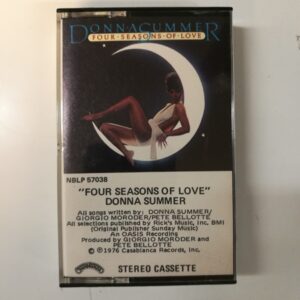 DONNA SUMMER
FOUR·SEASONS·OF·LOVE
NBLP 57038
"FOUR SEASONS OF LOVE"
DONNA SUMMER
All songs written by: DONNA SUMMER/
GIORGIO MORODER/PETE BELLOTTE
All selections published by Rick's Music, Inc. BMI
(Original Publisher Sunday Music)
An OASIS Recording
Produced by GIORGIO MORODER and
PETE BELLOTTE
℗ 1976 Casablanca Records, Inc.
STEREO CASSETTE